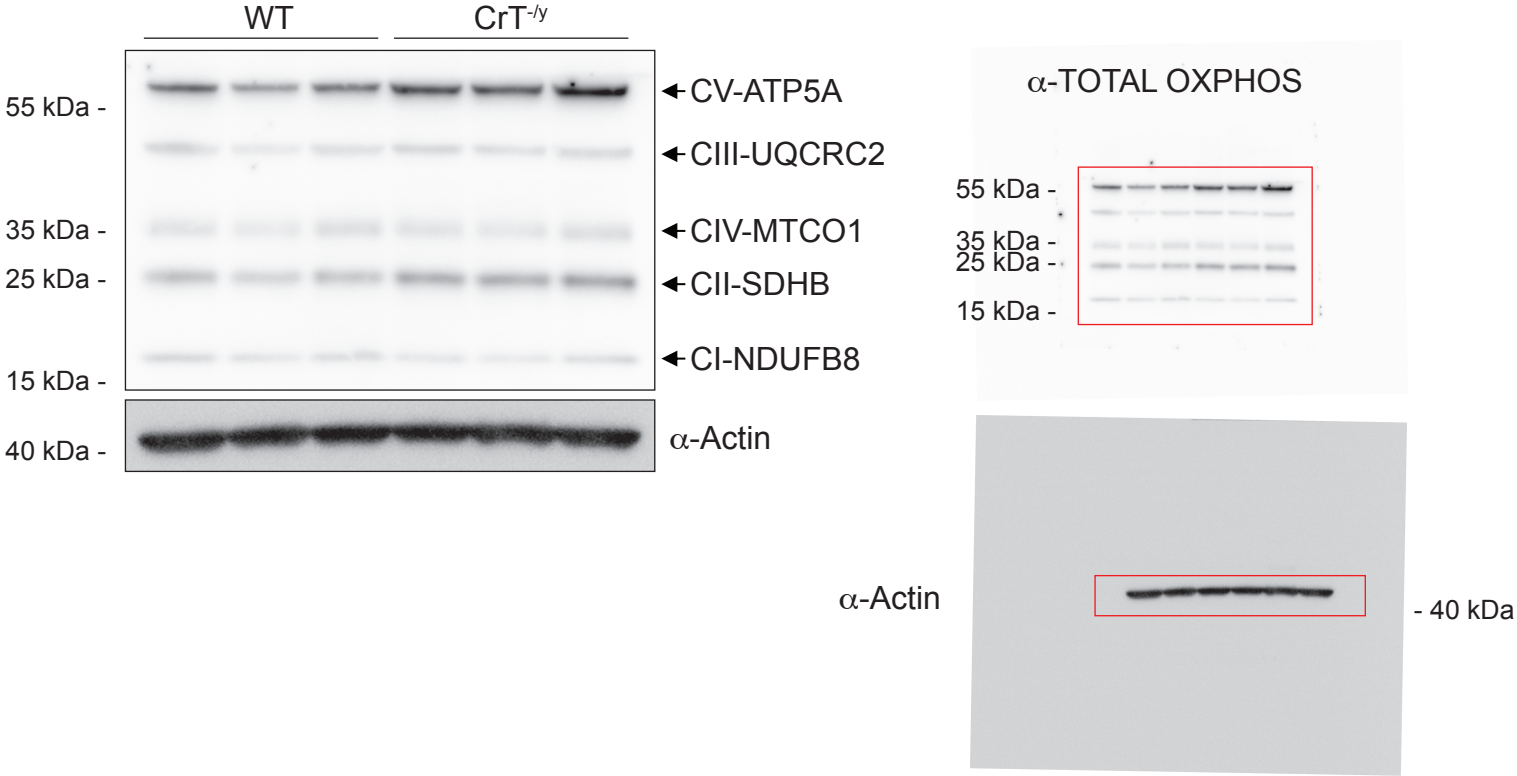 WT CrT-/y
55 kDa -
35 kDa -
25 kDa -
15 kDa -
CV-ATP5A
CIII-UQCRC2
CIV-MTCO1
CII-SDHB
CI-NDUFB8
40 kDa -
α-Actin
α-TOTAL OXPHOS
55 kDa -
35 kDa -
25 kDa -
15 kDa -
α-Actin
- 40 kDa